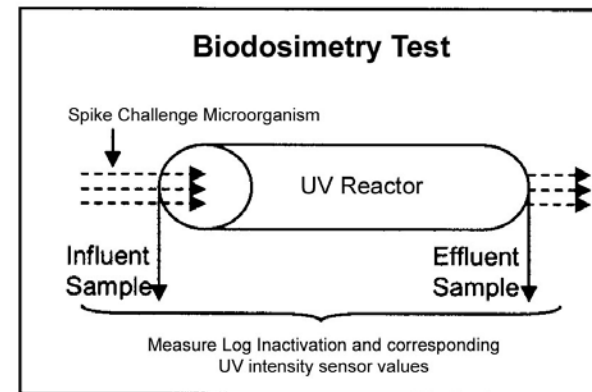 Biodosimetry Test
Spike Challenge Microorganism
UV Reactor
Influent
Sample
Effluent
Sample
Measure Log Inactivation and corresponding
UV intensity sensor values